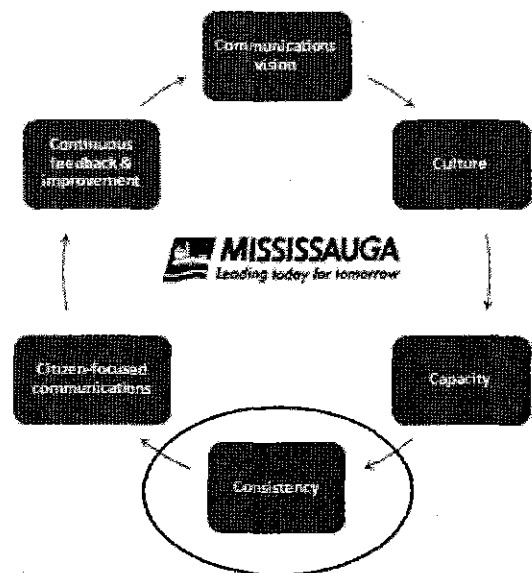 Communications
vision
Continuous
feedback &
improvement
Culture
MISSISSAUGA
Leading today for tomorrow
Citizen-focused
communications
Capacity
Consistency